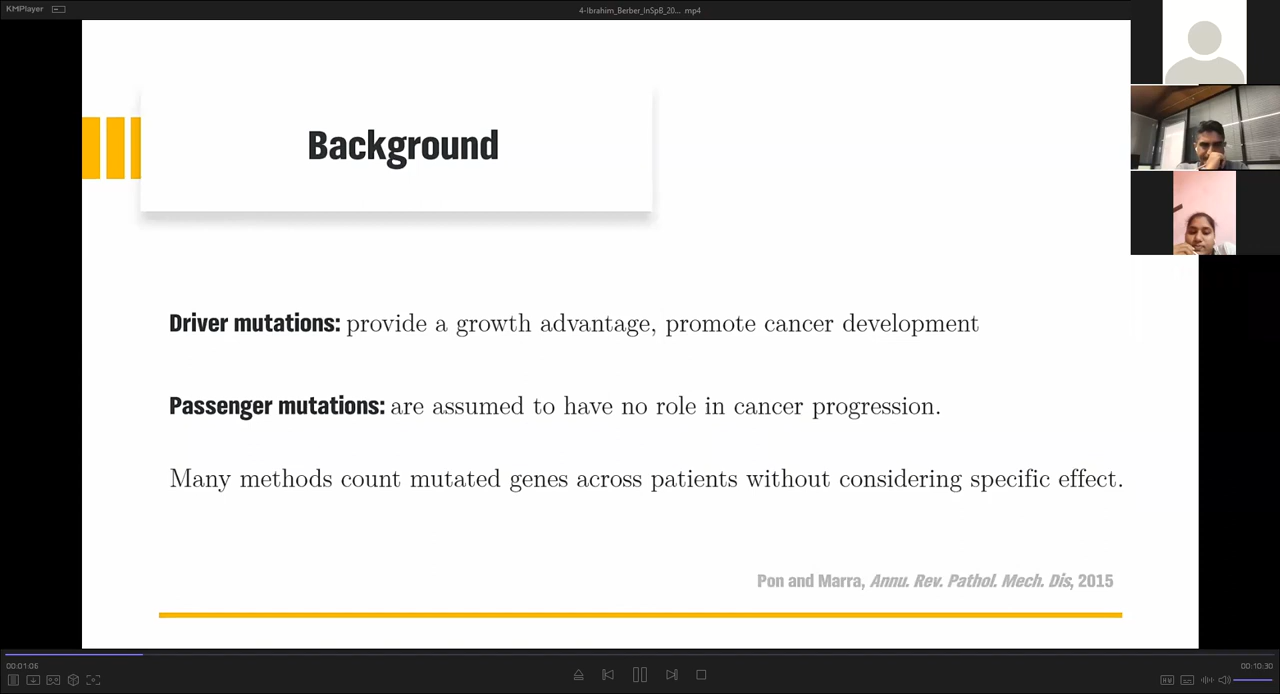 KMPlayer
4-Ibrahim_Berber_InSpB_20... mp4
Background
Driver mutations: provide a growth advantage, promote cancer development
Passenger mutations: are assumed to have no role in cancer progression.
Many methods count mutated genes across patients without considering specific effect.
Pon and Marra, Annu. Rev. Pathol. Mech. Dis, 2015
00:01:06
00:10:30